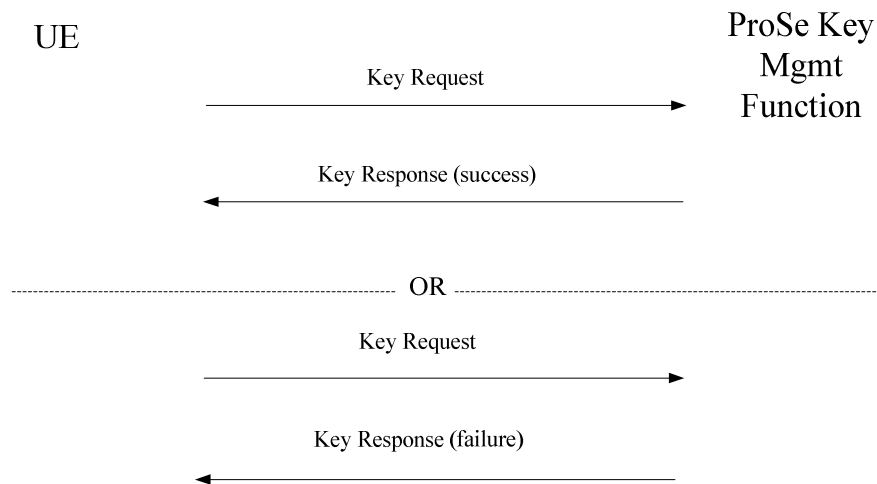 UE
ProSe Key
Mgmt
Function
Key Request
Key Response (success)
OR
Key Request
Key Response (failure)